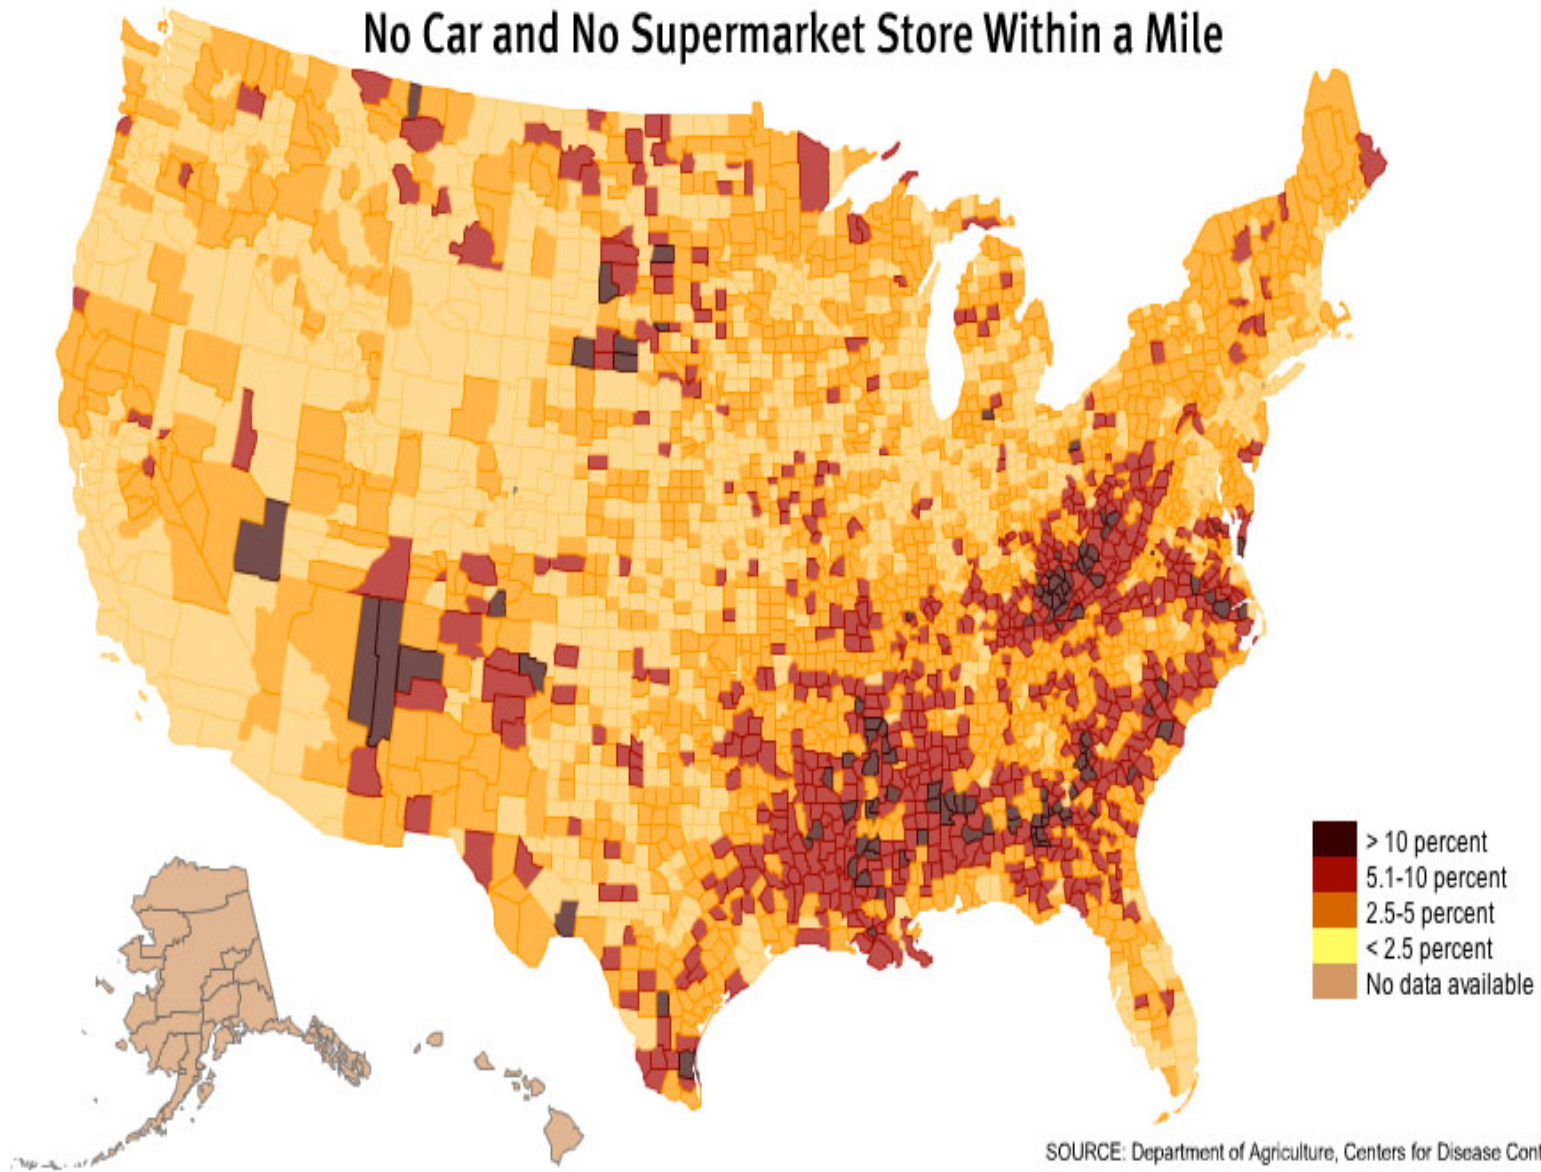 No Car and No Supermarket Store Within a Mile
> 10 percent
5.1-10 percent
2.5-5 percent
< 2.5 percent
No data available
SOURCE: Department of Agriculture, Centers for Disease Cont